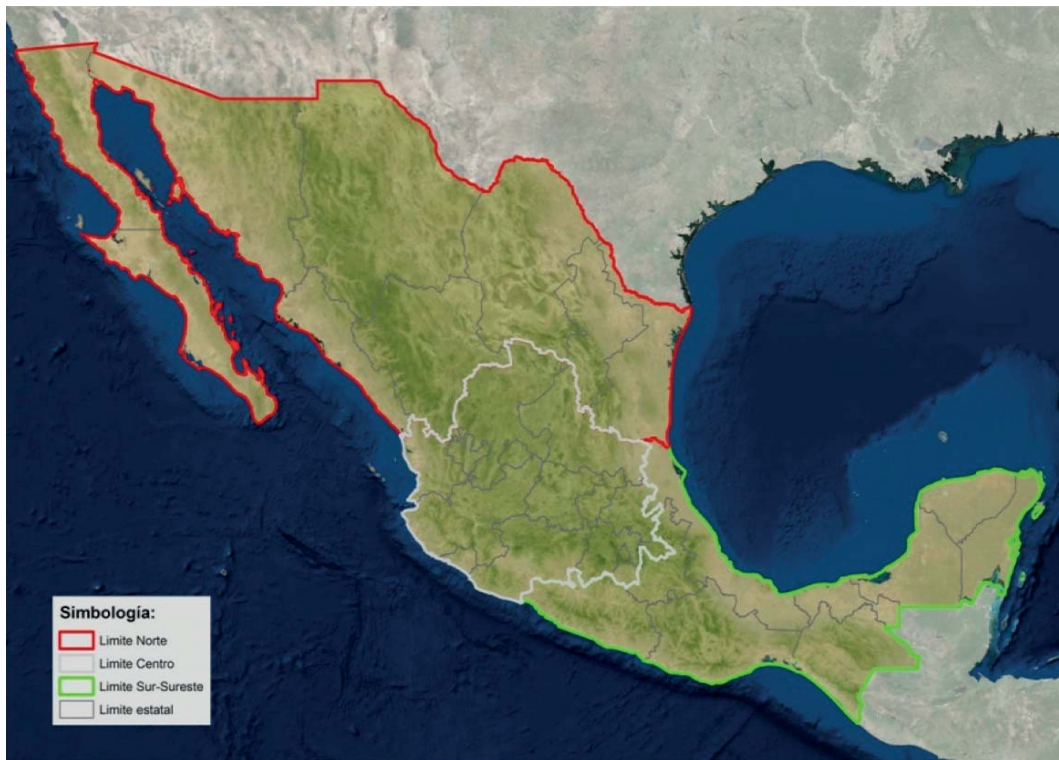 Simbología:
Limite Norte
Limite Centro
Limite Sur-Sureste
Limite estatal